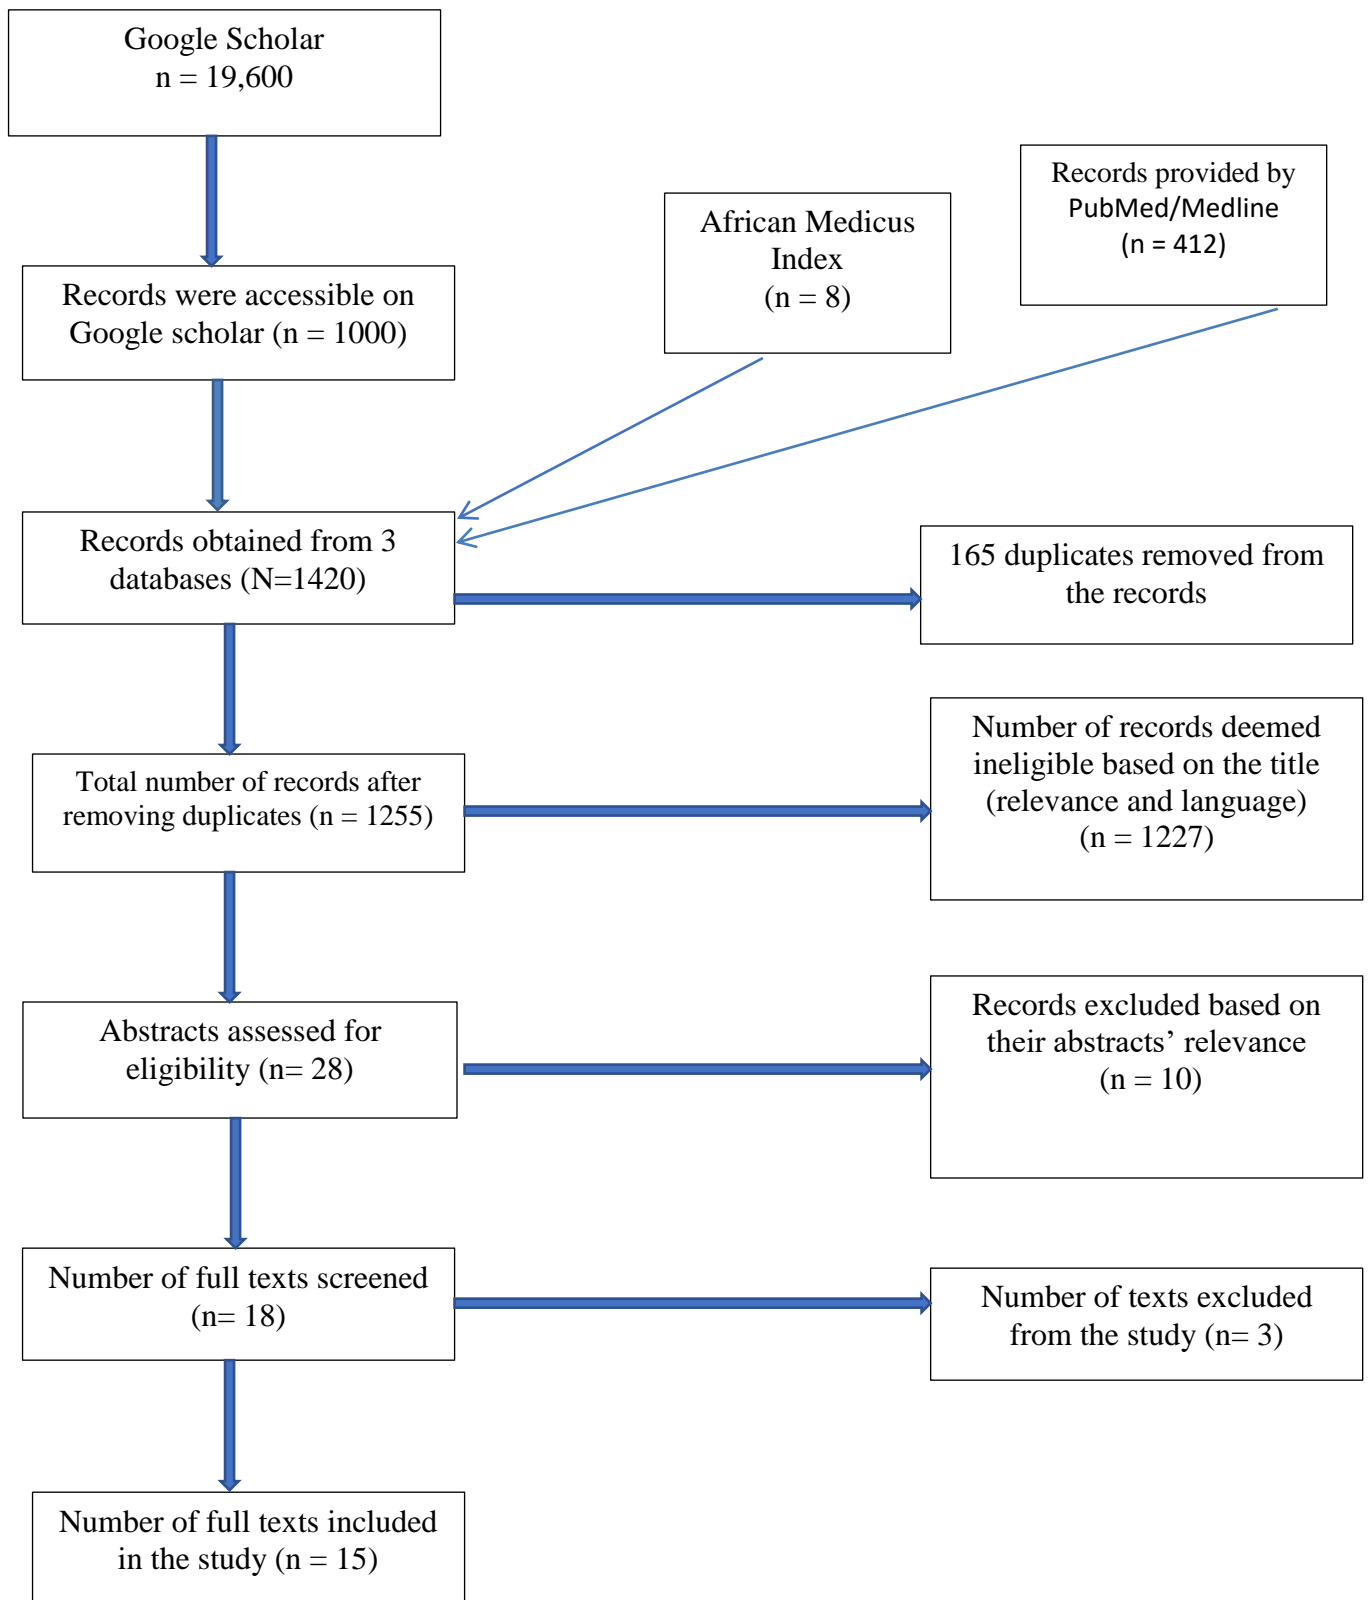 Google Scholar
n = 19,600
Records provided by
PubMed/Medline
(n = 412)
African Medicus
Index
(n = 8)
Records were accessible on
Google scholar (n = 1000)
Records obtained from 3
databases (N=1420)
165 duplicates removed from
the records
Number of records deemed
ineligible based on the title
(relevance and language)
(n = 1227)
Total number of records after
removing duplicates (n = 1255)
Records excluded based on
their abstracts’ relevance
(n = 10)
Abstracts assessed for
eligibility (n= 28)
Number of full texts screened
(n= 18)
Number of texts excluded
from the study (n= 3)
Number of full texts included
in the study (n = 15)